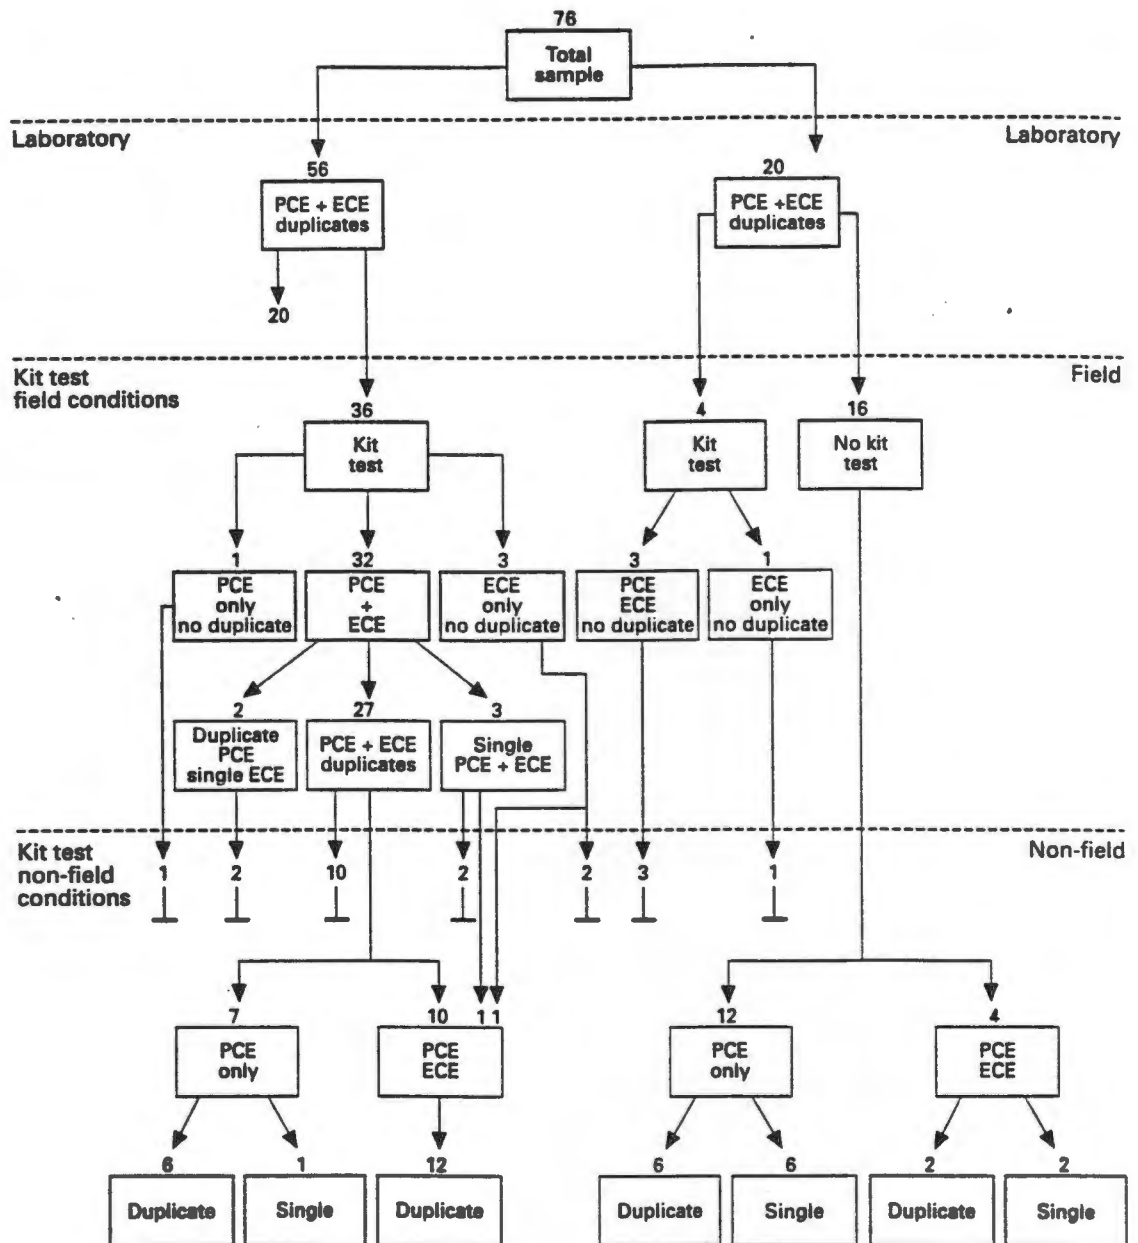 76
Total
sample
Laboratory
Laboratory
56
20
PCE + ECE
duplicates
PCE +ECE
duplicates
20
Kit test
field conditions
Field
36
4
16
Kit
test
Kit
test
No kit
test
1
32
3
3
1
PCE
only
no duplicate
PCE
+
ECE
ECE
only
no duplicate
PCE
ECE
no duplicate
ECE
only
no duplicate
2
27
3
Duplicate
PCE
single ECE
PCE + ECE
duplicates
Single
PCE + ECE
Kit test
non-field
conditions
Non-field
1
2
10
2
2
3
1
7
10
1
1
12
4
PCE
only
PCE
ECE
PCE
only
PCE
ECE
6
1
12
6
6
2
2
Duplicate
Single
Duplicate
Duplicate
Single
Duplicate
Single